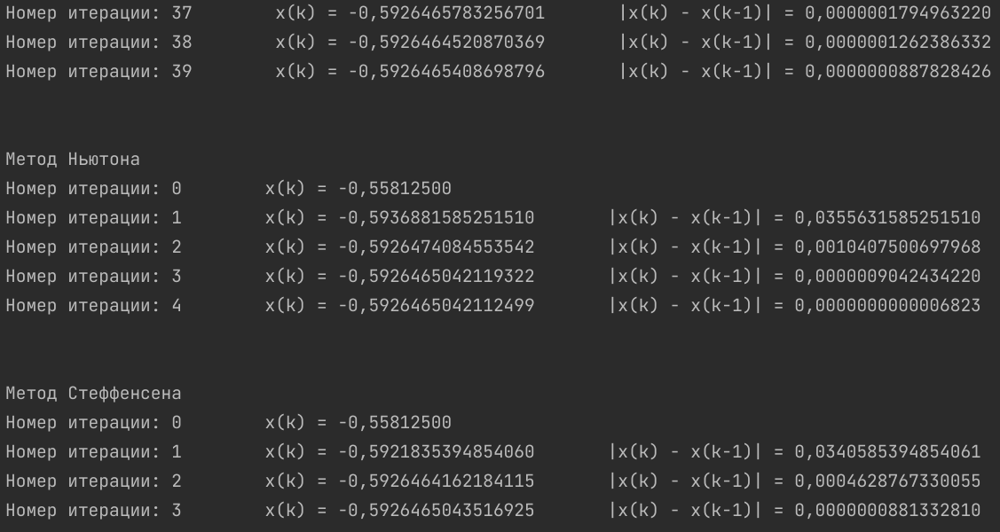 Номер итерации: 37 x(k) = -0,5926465783256701 |x(k) - x(k-1)| = 0,0000001794963220
Номер итерации: 38 x(k) = -0,5926464520870369 |x(k) - x(k-1)| = 0,0000001262386332
Номер итерации: 39 x(k) = -0,5926465408698796 |x(k) - x(k-1)| = 0,0000000887828426
Метод Ньютона
Номер итерации: 0 x(k) = -0,55812500
Номер итерации: 1 x(k) = -0,5936881585251510 |x(k) - x(k-1)| = 0,0355631585251510
Номер итерации: 2 x(k) = -0,5926474084553542 |x(k) - x(k-1)| = 0,0010407500697968
Номер итерации: 3 x(k) = -0,5926465042119322 |x(k) - x(k-1)| = 0,0000009042434220
Номер итерации: 4 x(k) = -0,5926465042112499 |x(k) - x(k-1)| = 0,0000000000006823
Метод Стеффенсена
Номер итерации: 0 x(k) = -0,55812500
Номер итерации: 1 x(k) = -0,5921835394854060 |x(k) - x(k-1)| = 0,0340585394854061
Номер итерации: 2 x(k) = -0,5926464162184115 |x(k) - x(k-1)| = 0,0004628767330055
Номер итерации: 3 x(k) = -0,5926465043516925 |x(k) - x(k-1)| = 0,0000000881332810